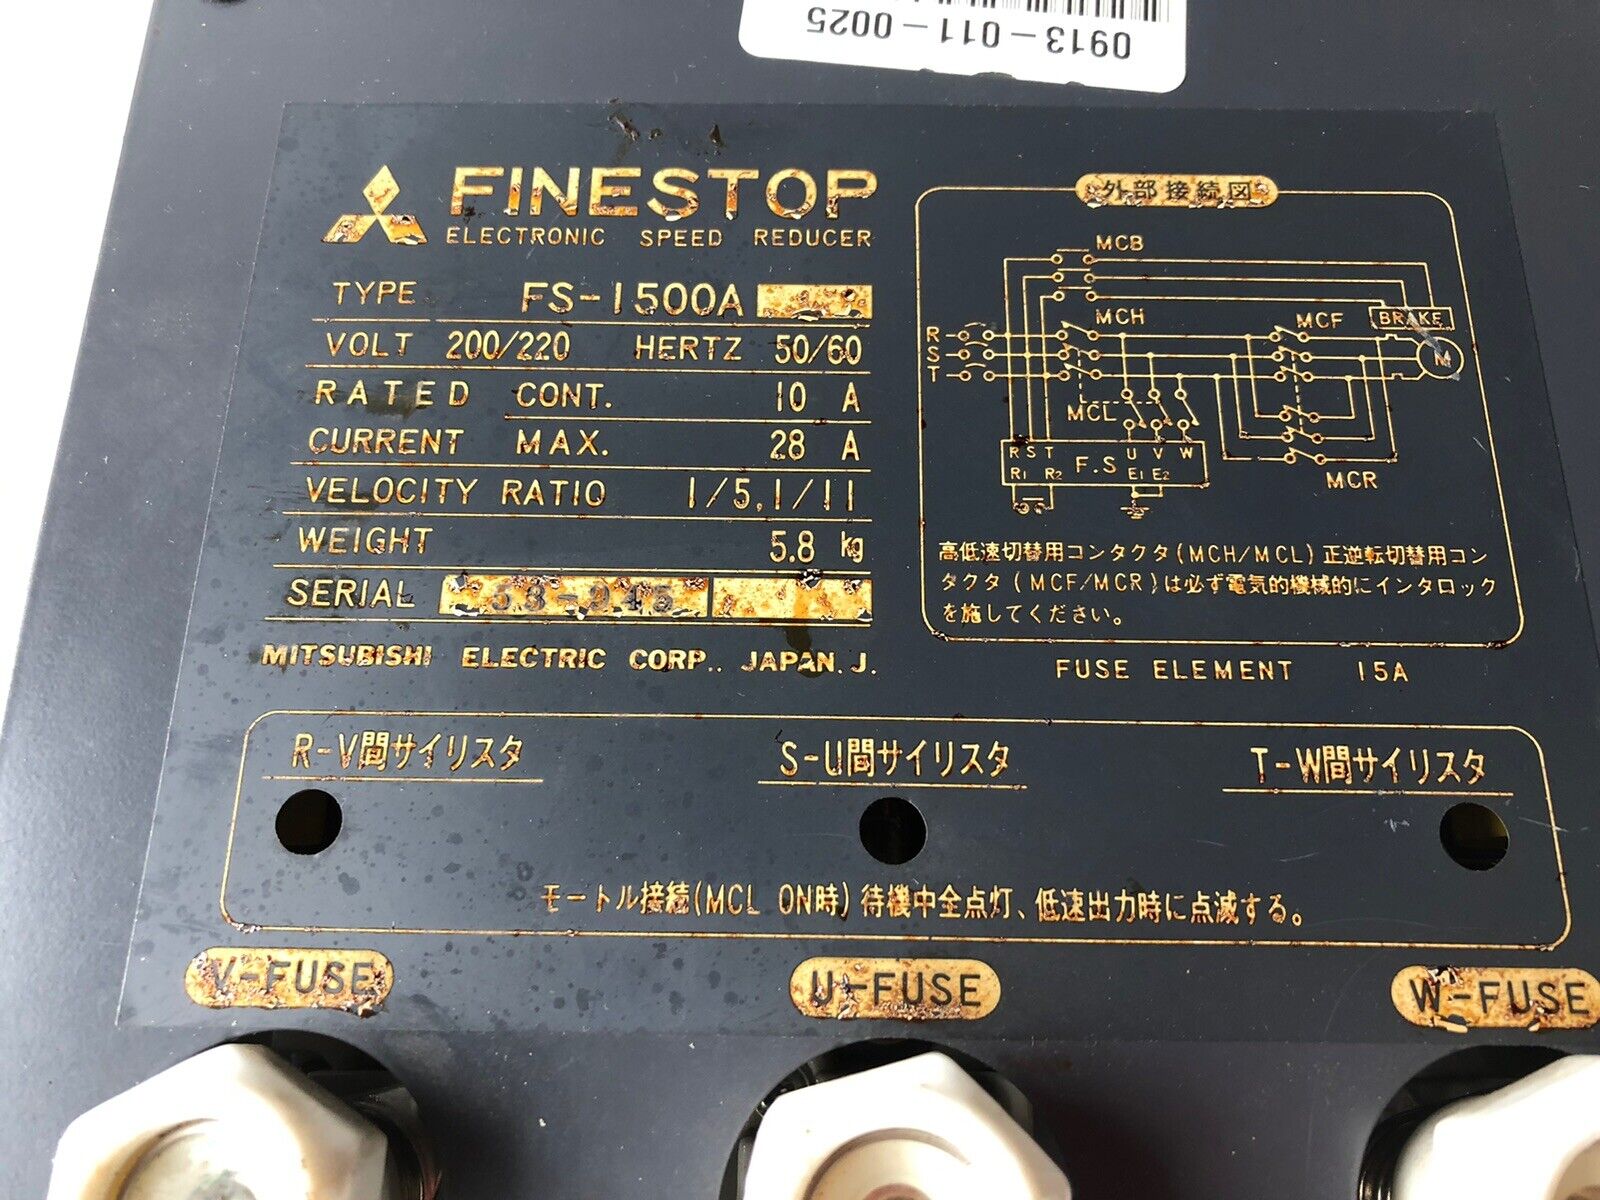 0913-011-0025
FINESTOP
ELECTRONIC SPEED REDUCER
TYPE FS-1500A
VOLT 200/220 HERTZ 50/60
RATED CONT. 10 A
CURRENT MAX. 28 A
VELOCITY RATIO 1/5, 1/11
WEIGHT 5.8 kg
SERIAL 53-945
MITSUBISHI ELECTRIC CORP.. JAPAN. J.
外部接続図
MCB
MCH
MCF
BRAKE
R
S
T
M
MCL
R S T U V W
F.S
R1 R2 E1 E2
MCR
高低速切替用コンタクタ(MCH/MCL)正逆転切替用コン
タクタ(MCF/MCR)は必ず電気的機械的にインタロック
を施してください。
FUSE ELEMENT 15A
R-V間サイリスタ S-U間サイリスタ T-W間サイリスタ
モートル接続(MCL ON時)待機中全点灯、低速出力時に点滅する。
V-FUSE U-FUSE W-FUSE